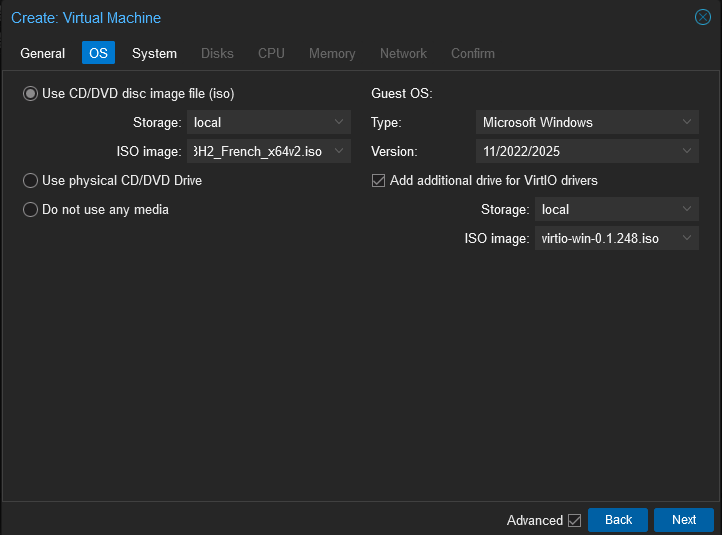 Create: Virtual Machine
General OS System Disks CPU Memory Network Confirm
Use CD/DVD disc image file (iso)
Storage: local
ISO image: 3H2_French_x64v2.iso
Use physical CD/DVD Drive
Do not use any media
Guest OS:
Type: Microsoft Windows
Version: 11/2022/2025
Add additional drive for VirtIO drivers
Storage: local
ISO image: virtio-win-0.1.248.iso
Advanced Back Next